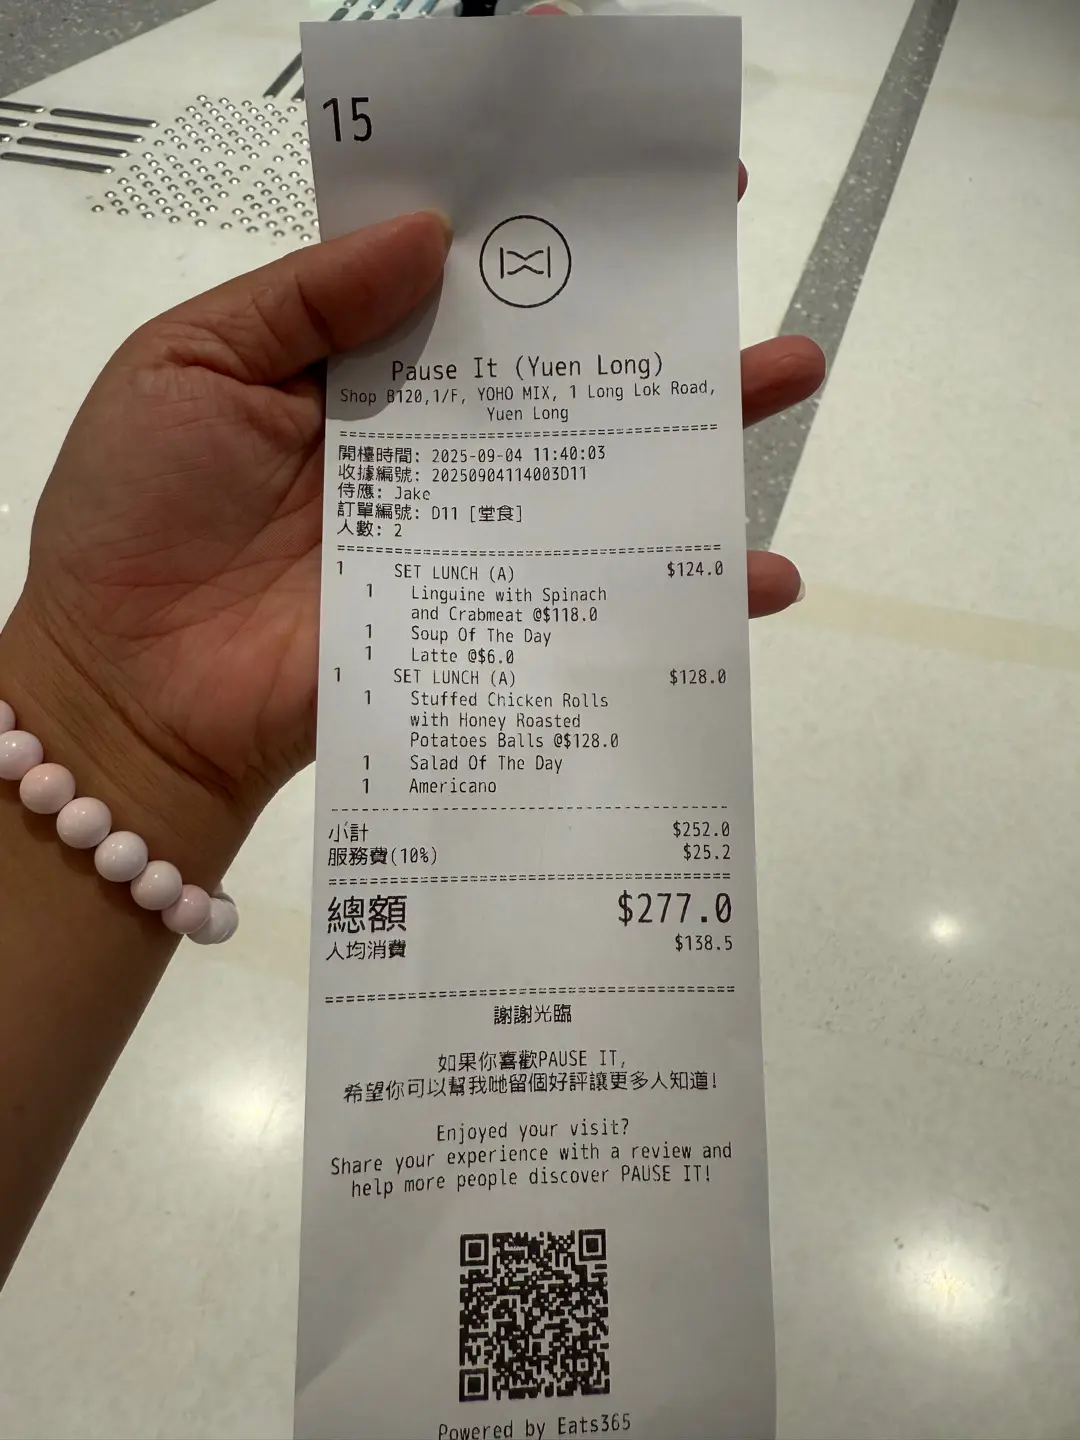 15
Pause It (Yuen Long)
Shop B120,1/F, YOHO MIX, 1 Long Lok Road,
Yuen Long
開檯時間: 2025-09-04 11:40:03
收據編號: 20250904114003D11
侍應: Jake
訂單編號: D11 [堂食]
人數: 2
1 SET LUNCH (A) $124.0
1 Linguine with Spinach
and Crabmeat @$118.0
1 Soup Of The Day
1 Latte @$6.0
1 SET LUNCH (A) $128.0
1 Stuffed Chicken Rolls
with Honey Roasted
Potatoes Balls @$128.0
1 Salad Of The Day
1 Americano
小計 $252.0
服務費(10%) $25.2
總額 $277.0
人均消費 $138.5
謝謝光臨
如果你喜歡PAUSE IT,
希望你可以幫我哋留個好評讓更多人知道!
Enjoyed your visit?
Share your experience with a review and
help more people discover PAUSE IT!
Powered by Eats365